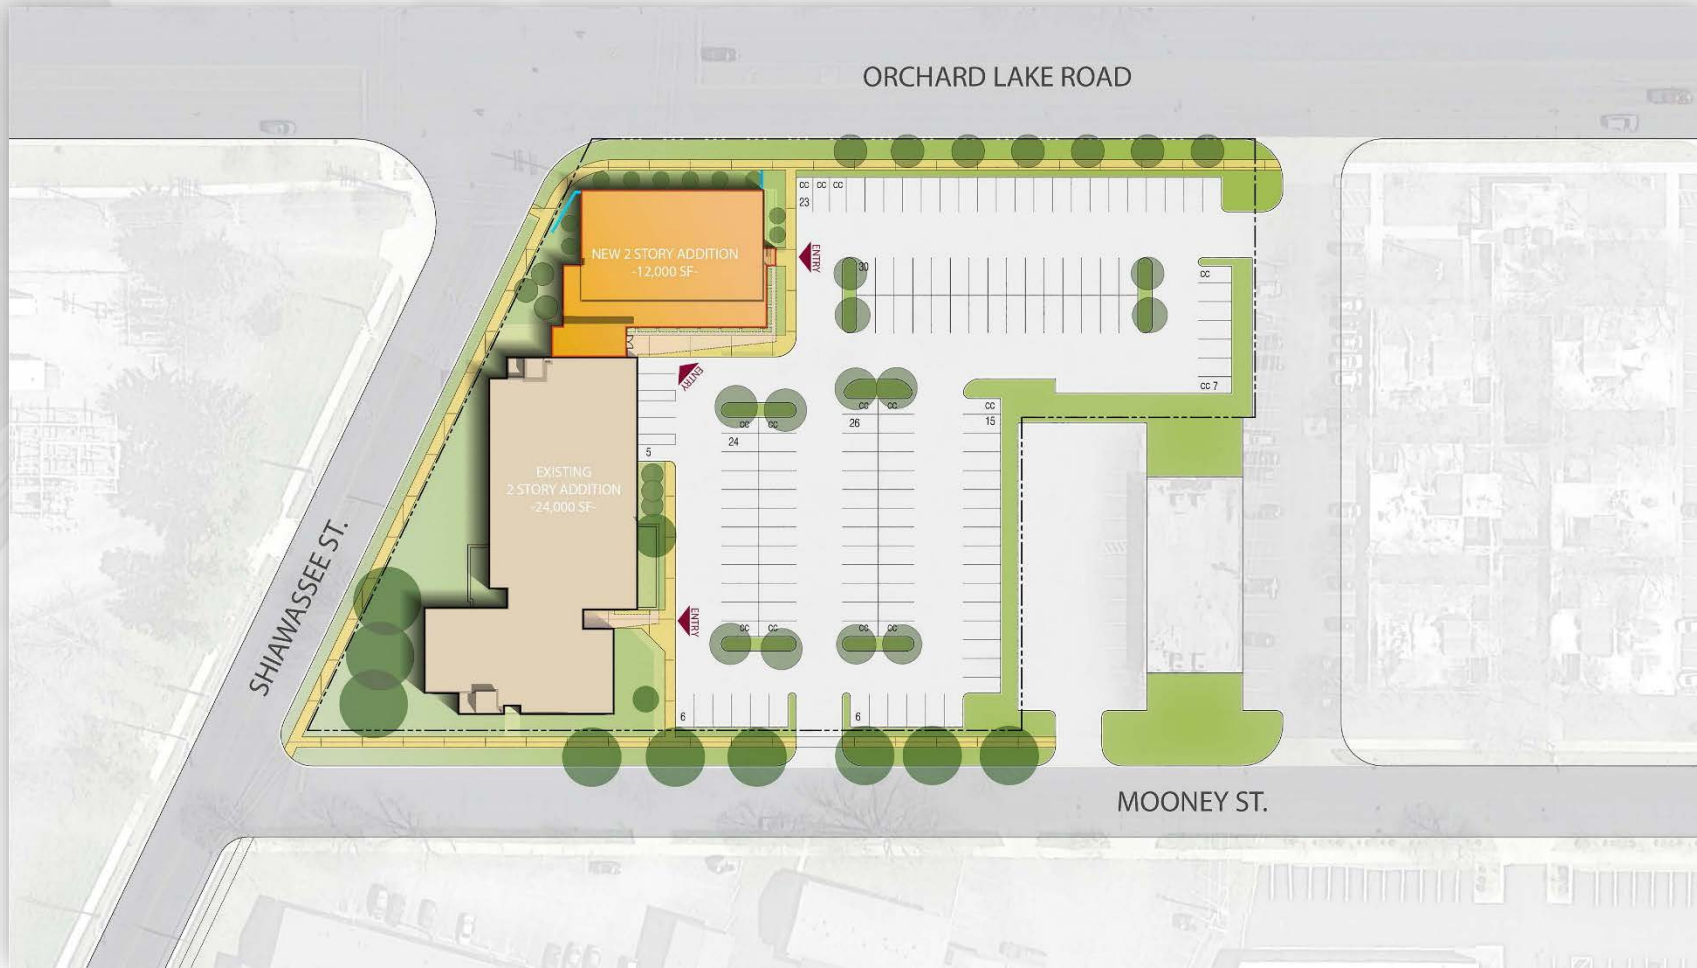 ORCHARD LAKE ROAD
CC CC CC
23
NEW 2 STORY ADDITION
-12,000 SF-
ENTRY
30
CC
CC 7
ENTRY
CC CC
24
CC CC
26
CC
15
5
EXISTING
2 STORY ADDITION
-24,000 SF-
SHIAWASSEE ST.
ENTRY
CC CC
CC CC
6
6
MOONEY ST.